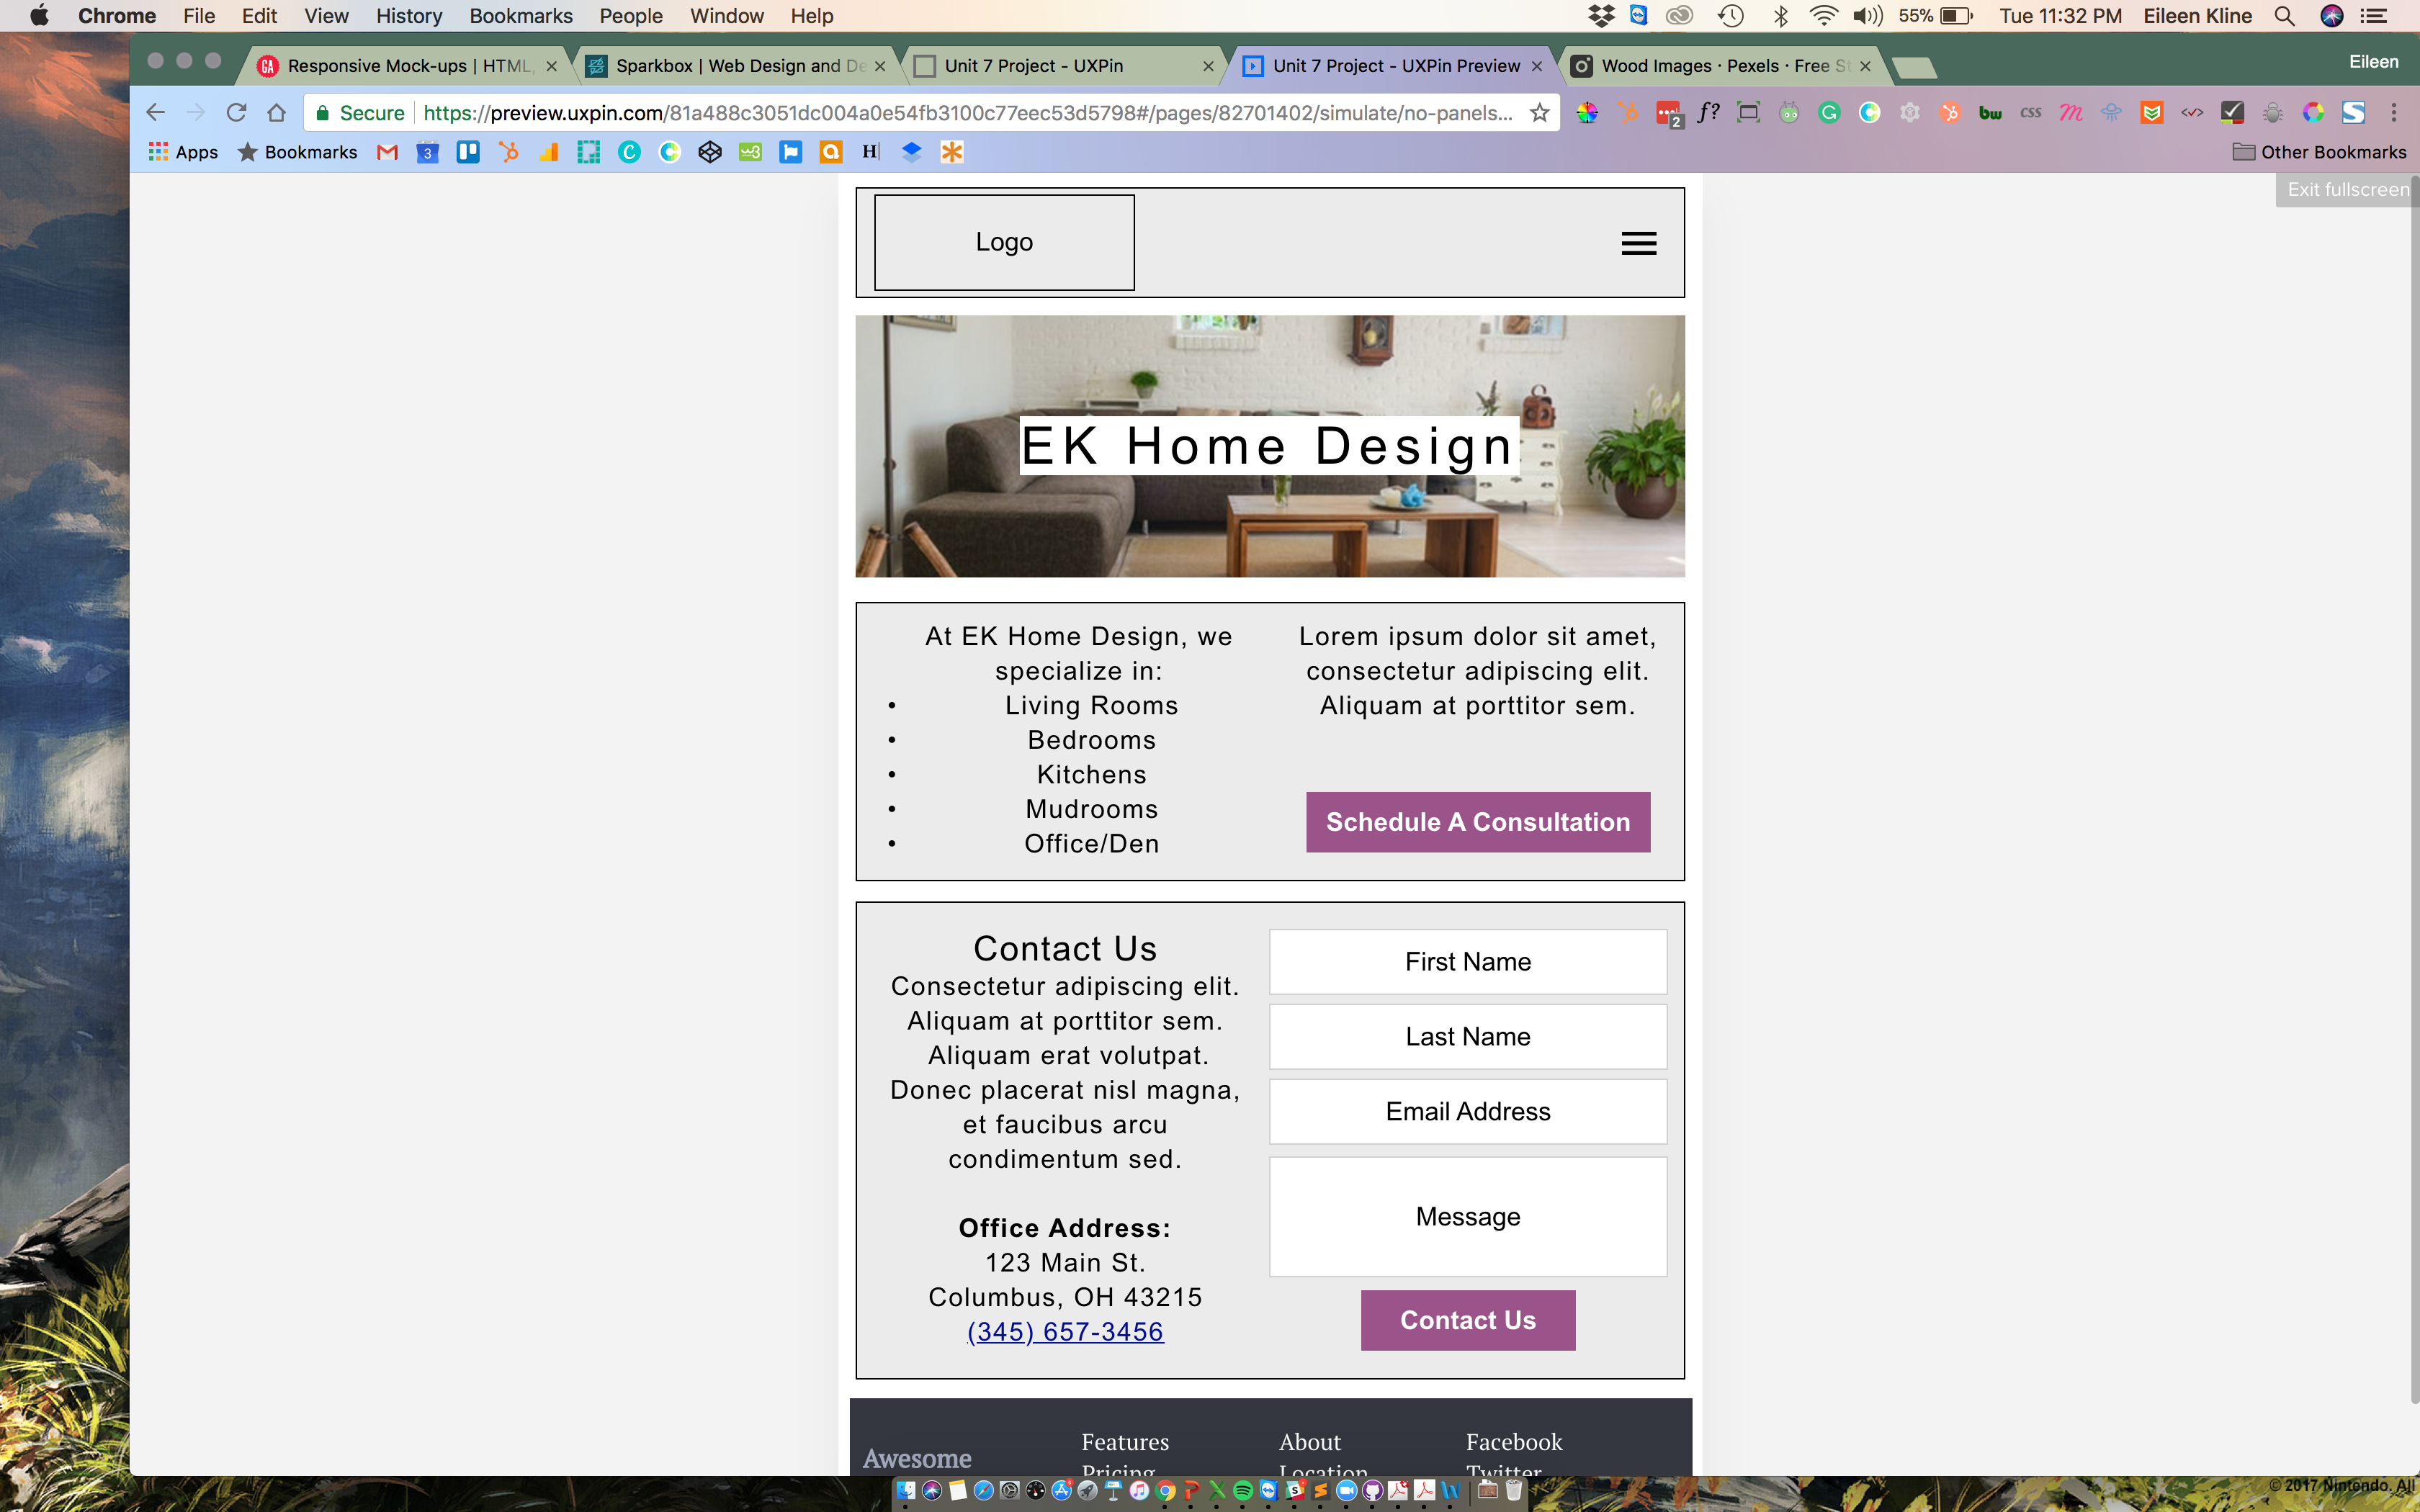 Chrome File Edit View History Bookmarks People Window Help 55% Tue 11:32 PM Eileen Kline
Responsive Mock-ups | HTML, Sparkbox | Web Design and De Unit 7 Project - UXPin Unit 7 Project - UXPin Preview Wood Images · Pexels · Free St Eileen
Secure https://preview.uxpin.com/81a488c3051dc004a0e54fb3100c77eec53d5798#/pages/82701402/simulate/no-panels...
Apps Bookmarks Other Bookmarks
Exit fullscreen
Logo
EK Home Design
At EK Home Design, we
specialize in:
• Living Rooms
• Bedrooms
• Kitchens
• Mudrooms
• Office/Den
Lorem ipsum dolor sit amet,
consectetur adipiscing elit.
Aliquam at porttitor sem.
Schedule A Consultation
Contact Us
Consectetur adipiscing elit.
Aliquam at porttitor sem.
Aliquam erat volutpat.
Donec placerat nisl magna,
et faucibus arcu
condimentum sed.
Office Address:
123 Main St.
Columbus, OH 43215
(345) 657-3456
First Name
Last Name
Email Address
Message
Contact Us
Awesome
Features
Pricing
About
Location
Facebook
Twitter
© 2017 Nintendo. All